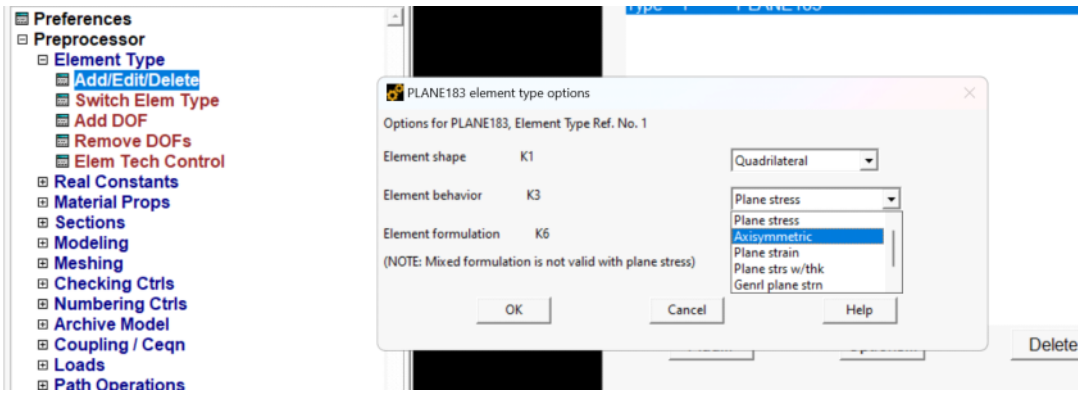 Preferences
Preprocessor
Element Type
Add/Edit/Delete
Switch Elem Type
Add DOF
Remove DOFs
Elem Tech Control
Real Constants
Material Props
Sections
Modeling
Meshing
Checking Ctrls
Numbering Ctrls
Archive Model
Coupling / Ceqn
Loads
Path Operations
Type 1 PLANE183
PLANE183 element type options
Options for PLANE183, Element Type Ref. No. 1
Element shape K1 Quadrilateral
Element behavior K3 Plane stress
Plane stress
Axisymmetric
Plane strain
Plane strs w/thk
Genrl plane strn
Element formulation K6
(NOTE: Mixed formulation is not valid with plane stress)
OK Cancel Help
Delete